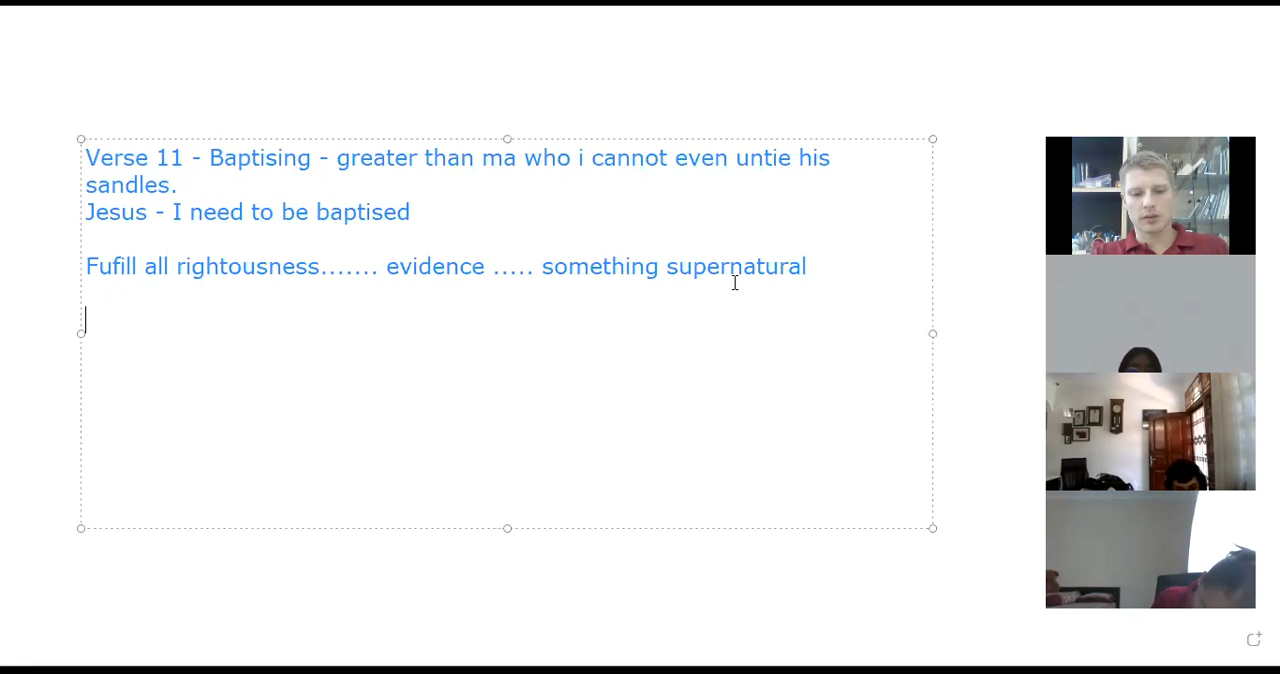 Verse 11 - Baptising - greater than ma who i cannot even untie his
sandles.
Jesus - I need to be baptised
Fufill all rightousness....... evidence ..... something supernatural